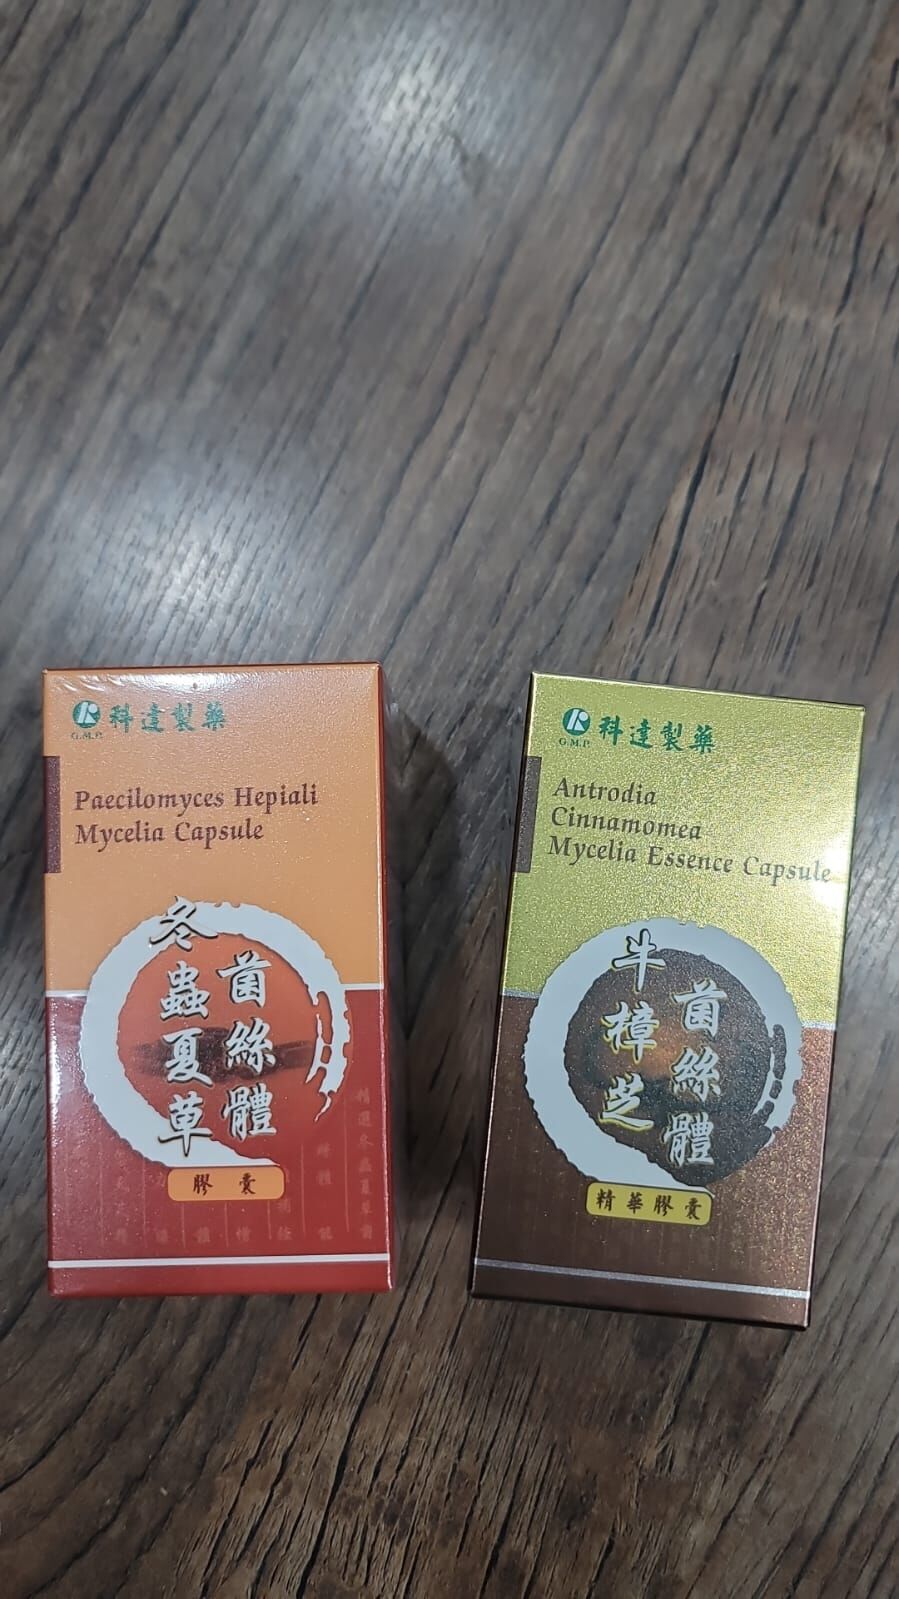 科達製藥
G.M.P.
Paecilomyces Hepiali
Mycelia Capsule
冬蟲夏草
菌絲體
膠囊
科達製藥
G.M.P.
Antrodia
Cinnamomea
Mycelia Essence Capsule
牛樟芝
菌絲體
精華膠囊